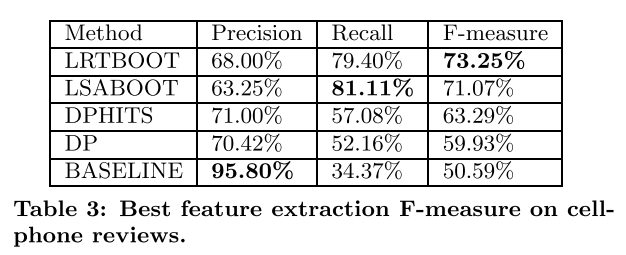 Method Precision Recall F-measure
LRTBOOT 68.00% 79.40% 73.25%
LSABOOT 63.25% 81.11% 71.07%
DPHITS 71.00% 57.08% 63.29%
DP 70.42% 52.16% 59.93%
BASELINE 95.80% 34.37% 50.59%
Table 3: Best feature extraction F-measure on cell-
phone reviews.